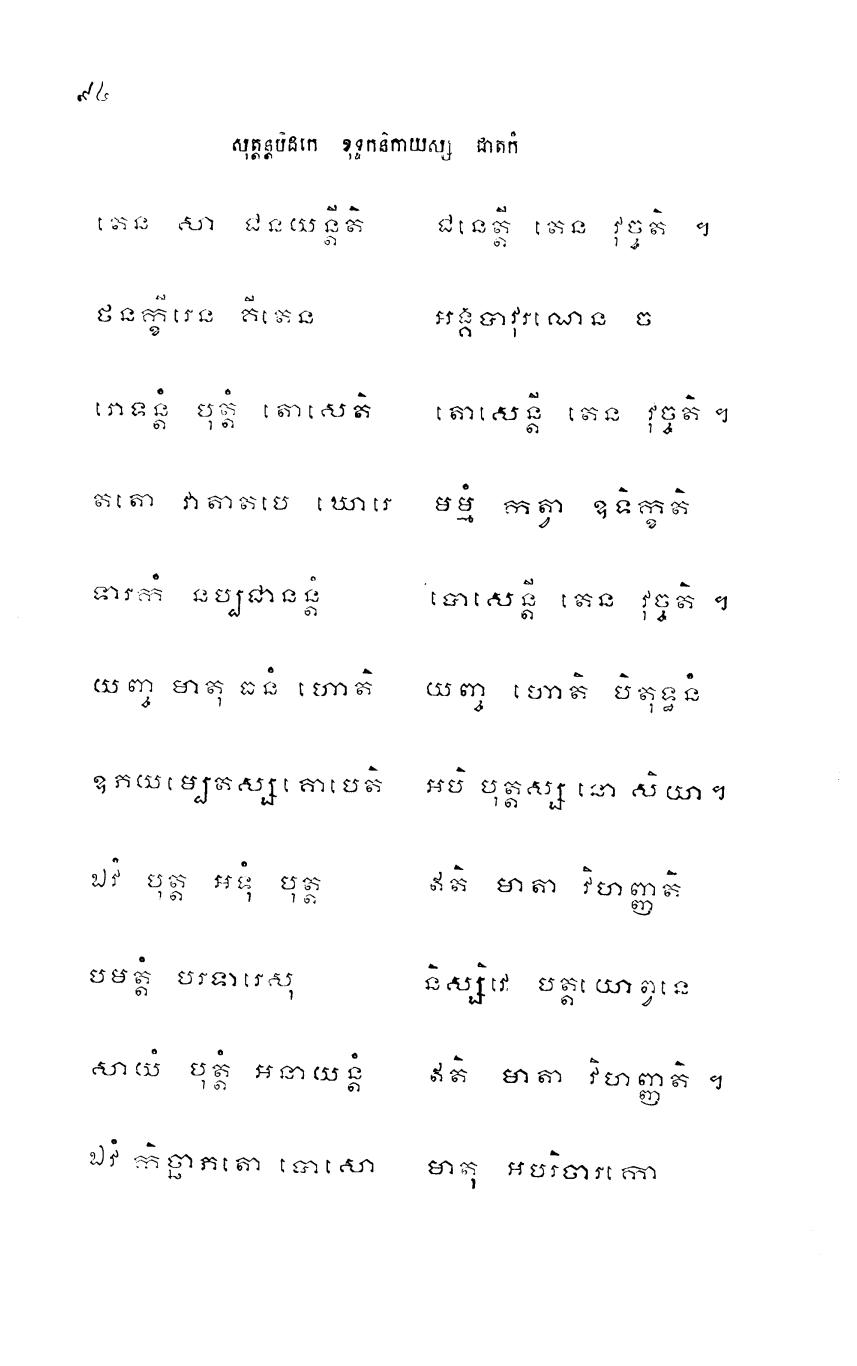 ៩៤
សុត្តន្តបិដកេ ខុទ្ទកនិកាយស្ស ជាតកំ
តេន សា ជនយន្តីតិ ជនេត្តី តេន វុច្ចតិ ។
ថនក្ខីរេន គីតេន អង្គបាវុរណេន ច
រោទន្តំ បុត្តំ តោសេតិ តោសេន្តី តេន វុច្ចតិ ។
តតោ វាតាតបេ ឃោរេ មម្មំ កត្វា ឧទិក្ខតិ
ទារកំ នប្បជានន្តំ បោសេន្តី តេន វុច្ចតិ ។
យញ្ច មាតុ ធនំ ហោតិ យញ្ច ហោតិ បិតុទ្ធនំ
ឧភយម្បេតស្ស គោបេតិ អបិ បុត្តស្ស នោ សិយា ។
ឯវំ បុត្ត អទុំ បុត្ត ឥតិ មាតា វិហញ្ញតិ
បមត្តំ បរទារេសុ និស្សិវេ បត្តយោព្វនេ
សាយំ បុត្តំ អនាយន្តំ ឥតិ មាតា វិហញ្ញតិ ។
ឯវំ កិច្ឆាភតោ បោសោ មាតុ អបរិចារកោ